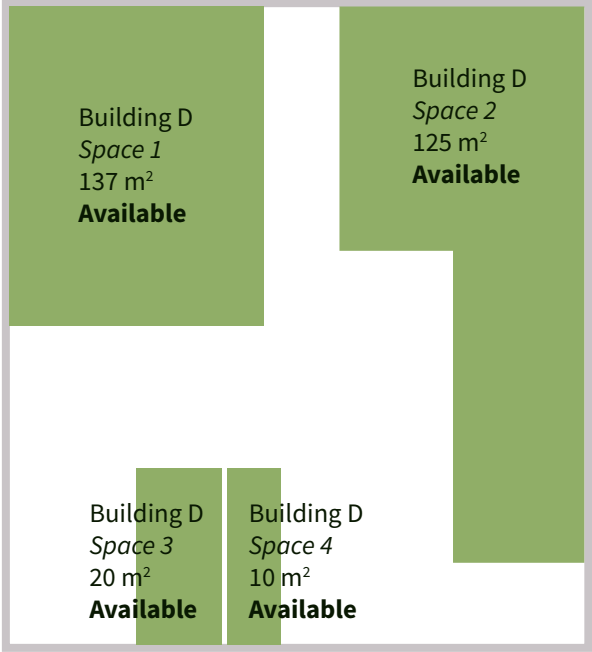 Building D
Space 1
137 m²
Available
Building D
Space 2
125 m²
Available
Building D
Space 3
20 m²
Available
Building D
Space 4
10 m²
Available